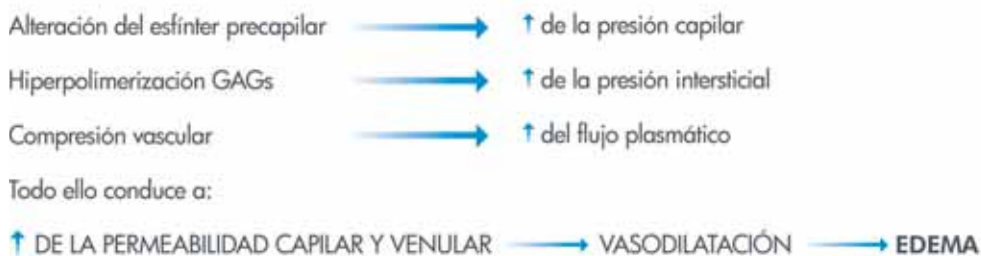 Alteración del esfínter precapilar → ↑ de la presión capilar
Hiperpolimerización GAGs → ↑ de la presión intersticial
Compresión vascular → ↑ del flujo plasmático
Todo ello conduce a:
↑ DE LA PERMEABILIDAD CAPILAR Y VENULAR → VASODILATACIÓN → EDEMA